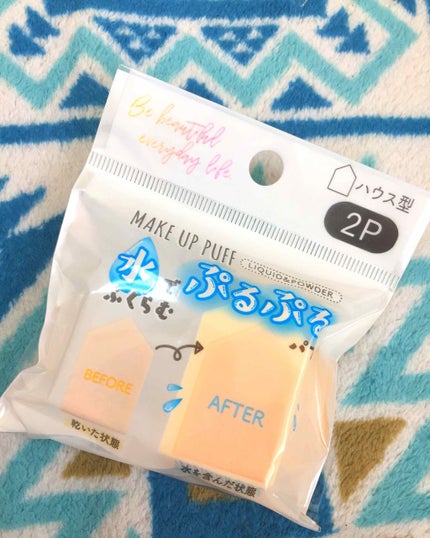 Be beautiful
everyday life.
ハウス型
2P
MAKE UP PUFF
LIQUID&POWDER
水で
ふくらむ
ぷるぷる
パ
BEFORE
AFTER
乾いた状態
水を含んだ状態